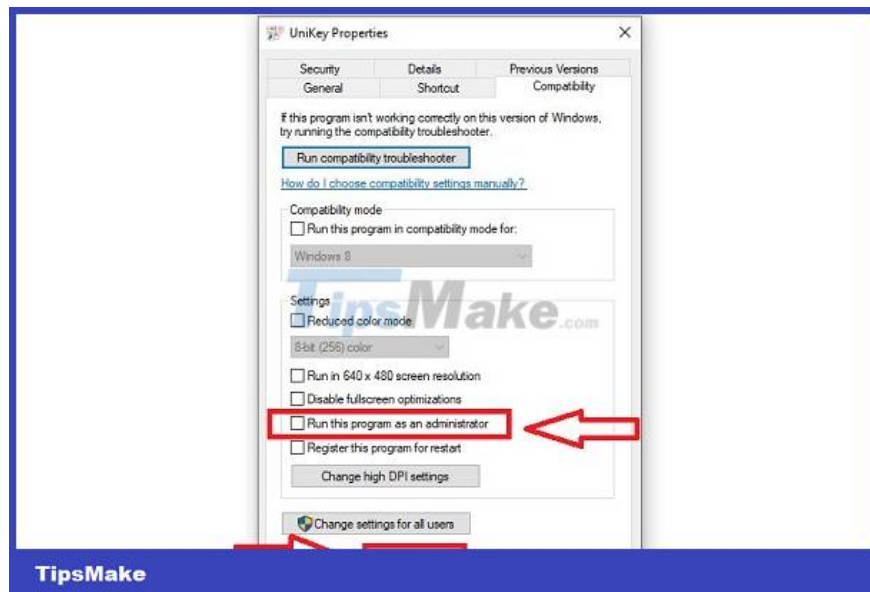 UniKey Properties
Security Details Previous Versions
General Shortcut Compatibility
If this program isn't working correctly on this version of Windows,
try running the compatibility troubleshooter.
Run compatibility troubleshooter
How do I choose compatibility settings manually?
Compatibility mode
Run this program in compatibility mode for:
Windows 8
Settings
TipsMake.com
Reduced color mode
8-bit (256) color
Run in 640 x 480 screen resolution
Disable fullscreen optimizations
Run this program as an administrator
Register this program for restart
Change high DPI settings
Change settings for all users
TipsMake